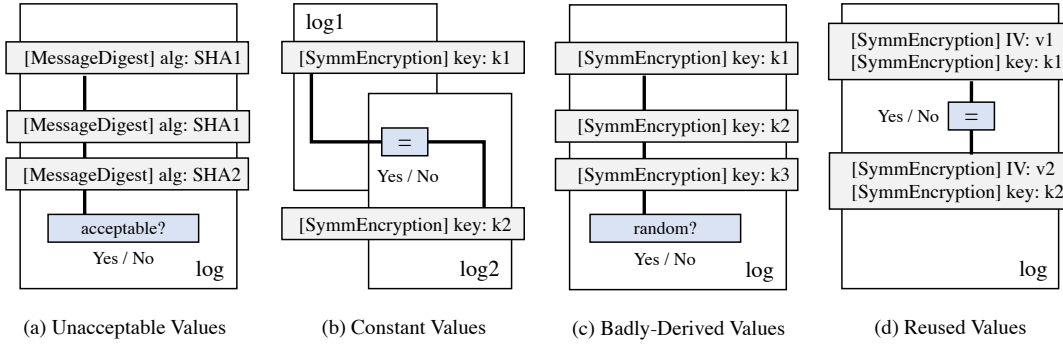 [MessageDigest] alg: SHA1
[MessageDigest] alg: SHA1
[MessageDigest] alg: SHA2
acceptable?
Yes / No
log
(a) Unacceptable Values
log1
[SymmEncryption] key: k1
=
Yes / No
[SymmEncryption] key: k2
log2
(b) Constant Values
[SymmEncryption] key: k1
[SymmEncryption] key: k2
[SymmEncryption] key: k3
random?
Yes / No
log
(c) Badly-Derived Values
[SymmEncryption] IV: v1
[SymmEncryption] key: k1
Yes / No =
[SymmEncryption] IV: v2
[SymmEncryption] key: k2
log
(d) Reused Values